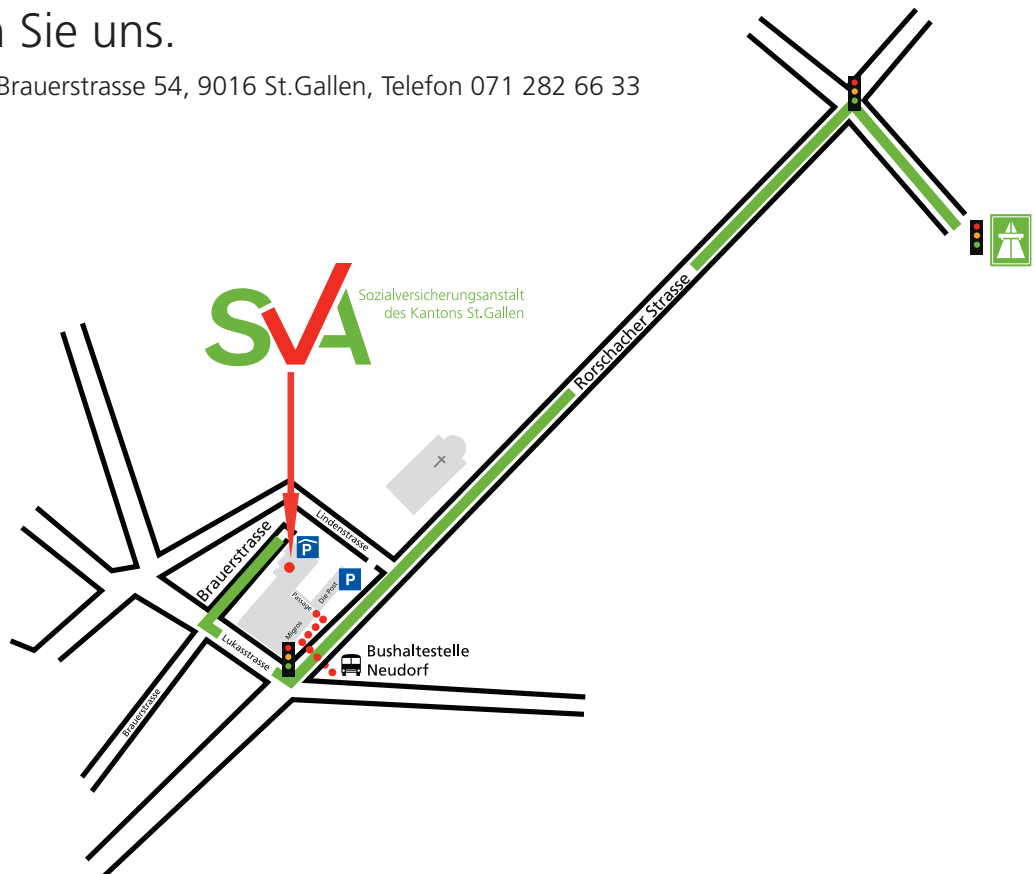 n Sie uns.
Brauerstrasse 54, 9016 St.Gallen, Telefon 071 282 66 33
SVA
Sozialversicherungsanstalt
des Kantons St.Gallen
Rorschacher Strasse
Lindenstrasse
Brauerstrasse
P
P
Die Post
Passage
Migros
Lukasstrasse
Bushaltestelle
Neudorf
Brauerstrasse